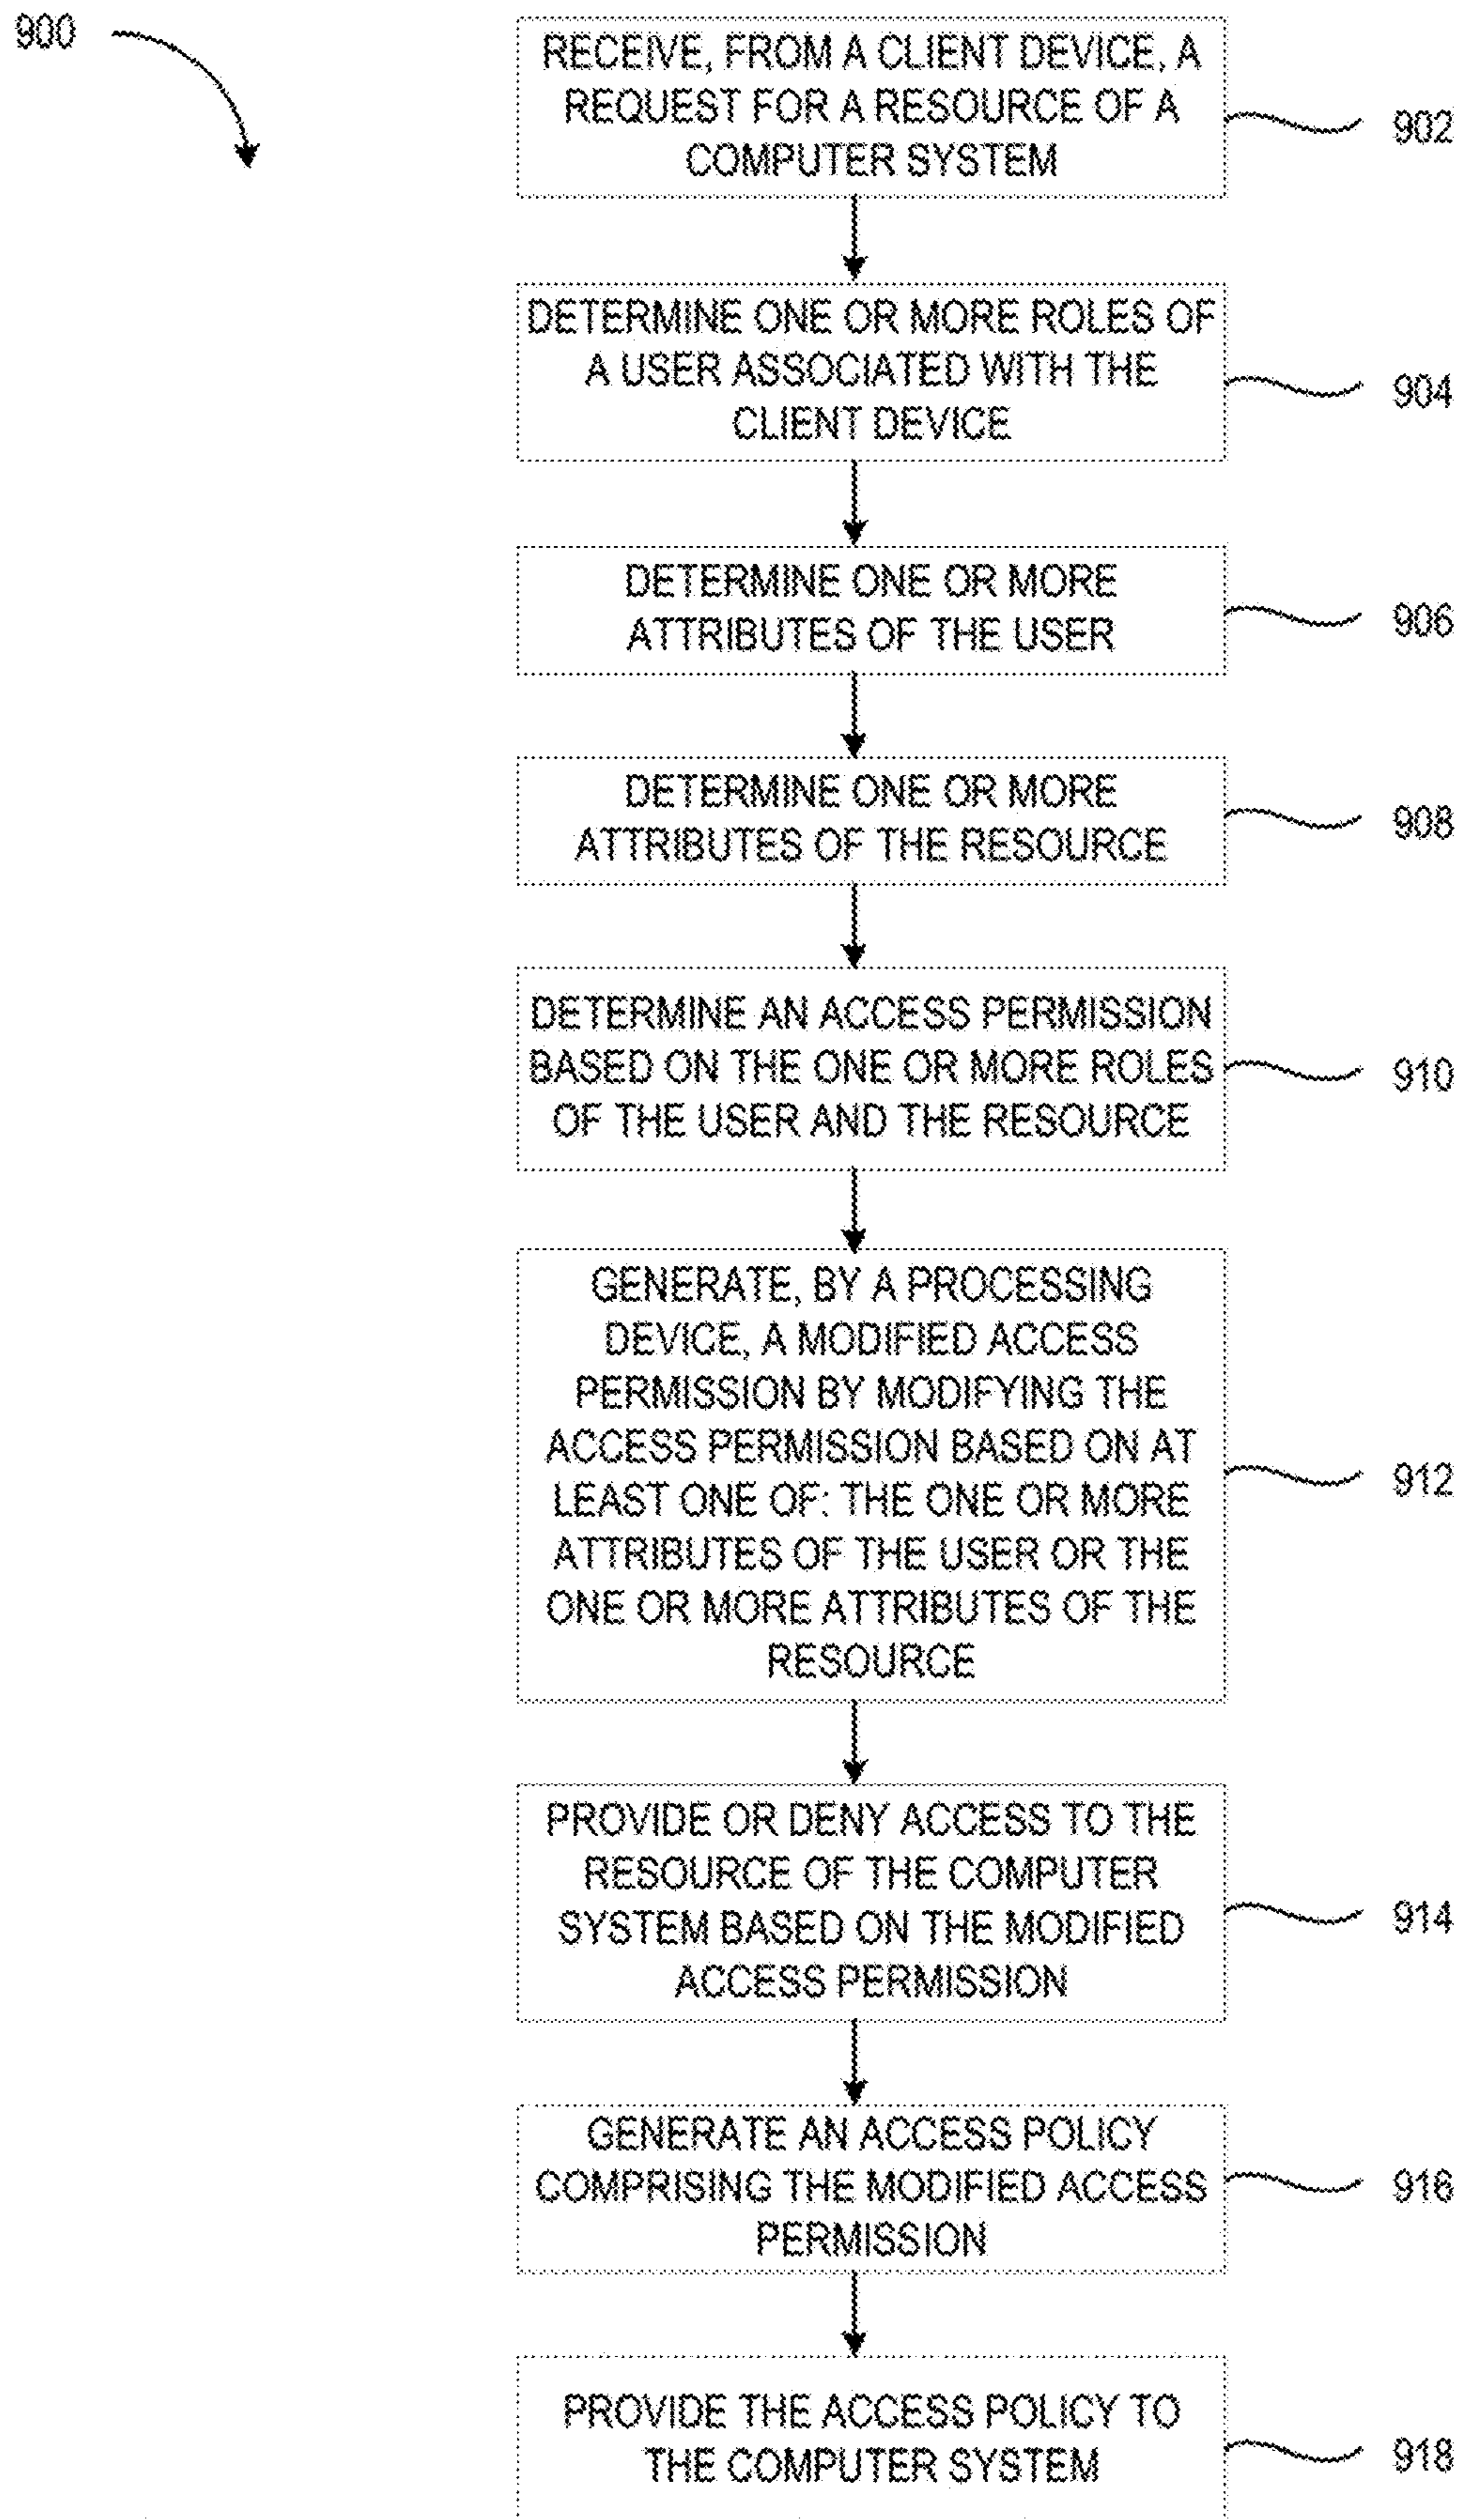 900
RECEIVE, FROM A CLIENT DEVICE, A
REQUEST FOR A RESOURCE OF A
COMPUTER SYSTEM
902
DETERMINE ONE OR MORE ROLES OF
A USER ASSOCIATED WITH THE
CLIENT DEVICE
904
DETERMINE ONE OR MORE
ATTRIBUTES OF THE USER
906
DETERMINE ONE OR MORE
ATTRIBUTES OF THE RESOURCE
908
DETERMINE AN ACCESS PERMISSION
BASED ON THE ONE OR MORE ROLES
OF THE USER AND THE RESOURCE
910
GENERATE, BY A PROCESSING
DEVICE, A MODIFIED ACCESS
PERMISSION BY MODIFYING THE
ACCESS PERMISSION BASED ON AT
LEAST ONE OF: THE ONE OR MORE
ATTRIBUTES OF THE USER OR THE
ONE OR MORE ATTRIBUTES OF THE
RESOURCE
912
PROVIDE OR DENY ACCESS TO THE
RESOURCE OF THE COMPUTER
SYSTEM BASED ON THE MODIFIED
ACCESS PERMISSION
914
GENERATE AN ACCESS POLICY
COMPRISING THE MODIFIED ACCESS
PERMISSION
916
PROVIDE THE ACCESS POLICY TO
THE COMPUTER SYSTEM
918